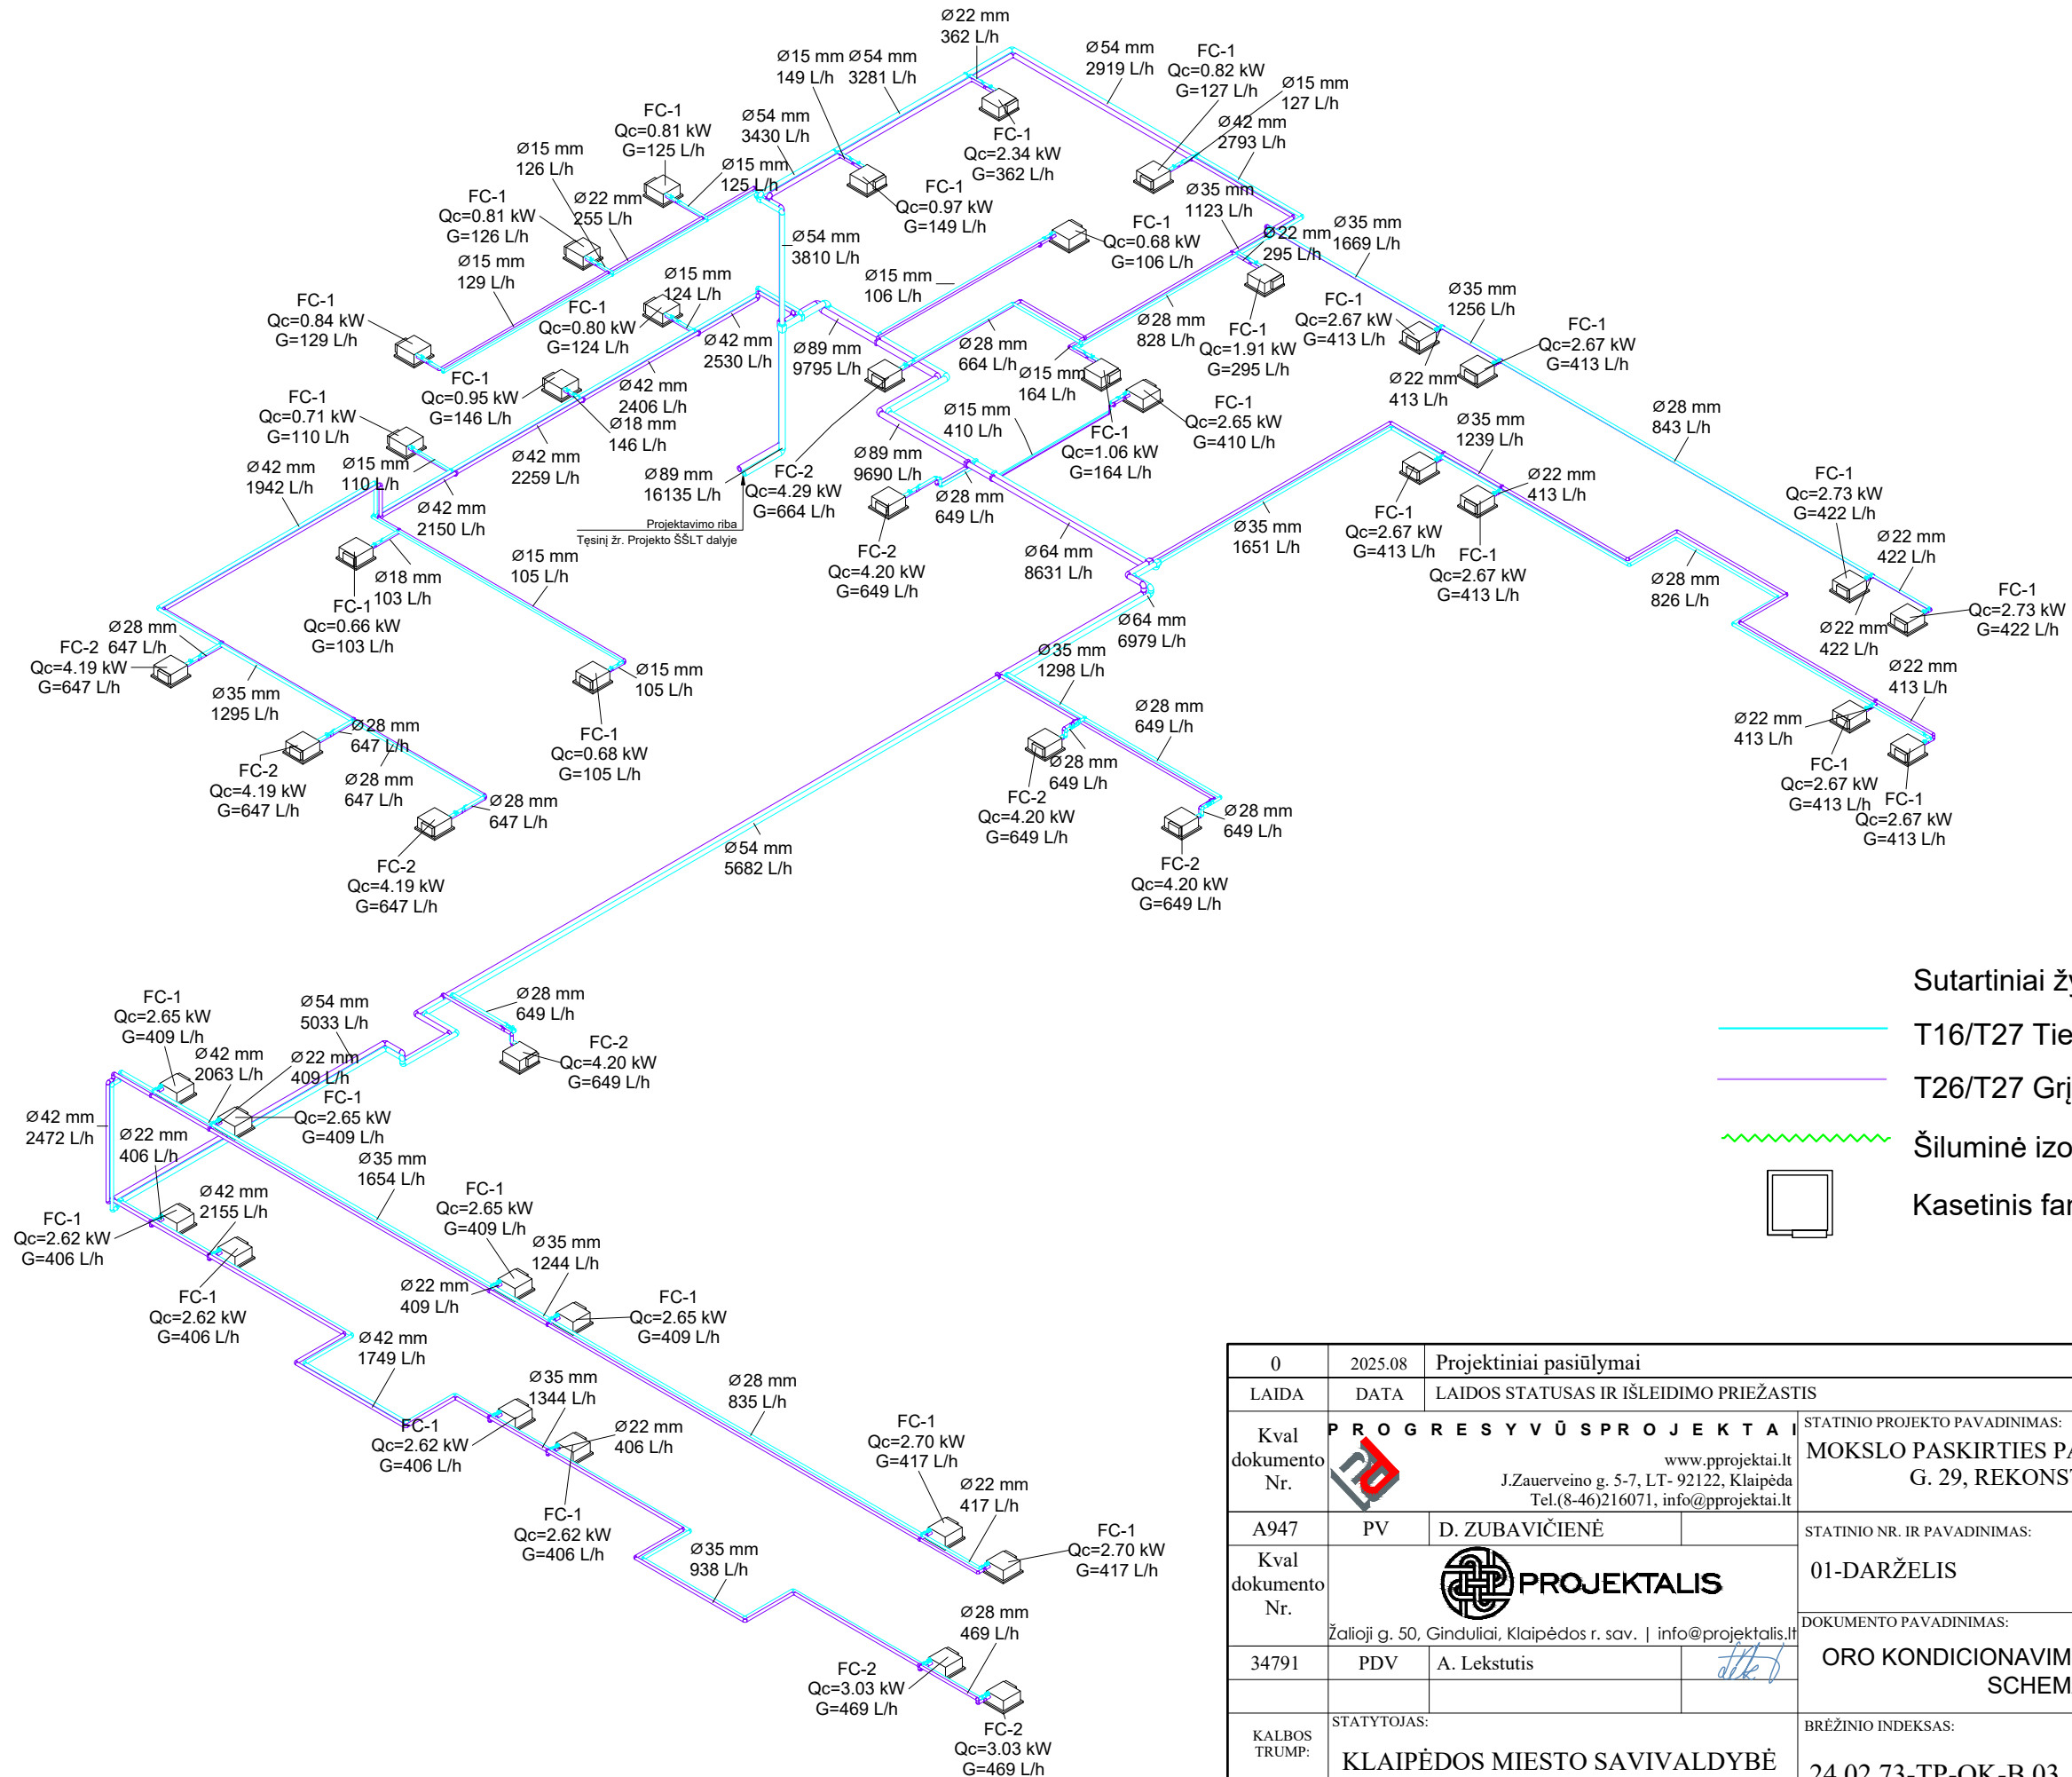 Ø22 mm
362 L/h
Ø15 mm
149 L/h
Ø54 mm
3281 L/h
Ø54 mm
2919 L/h
FC-1
Qc=0.82 kW
G=127 L/h
Ø15 mm
127 L/h
FC-1
Qc=0.81 kW
G=125 L/h
Ø54 mm
3430 L/h
FC-1
Qc=2.34 kW
G=362 L/h
Ø42 mm
2793 L/h
Ø15 mm
126 L/h
Ø15 mm
125 L/h
FC-1
Qc=0.97 kW
G=149 L/h
Ø35 mm
1123 L/h
FC-1
Qc=0.81 kW
G=126 L/h
Ø22 mm
255 L/h
Ø54 mm
3810 L/h
FC-1
Qc=0.68 kW
G=106 L/h
Ø22 mm
295 L/h
Ø35 mm
1669 L/h
Ø15 mm
129 L/h
Ø15 mm
124 L/h
Ø15 mm
106 L/h
FC-1
Qc=0.84 kW
G=129 L/h
FC-1
Qc=0.80 kW
G=124 L/h
Ø42 mm
2530 L/h
Ø89 mm
9795 L/h
Ø28 mm
664 L/h
Ø28 mm
828 L/h
FC-1
Qc=1.91 kW
G=295 L/h
FC-1
Qc=2.67 kW
G=413 L/h
Ø35 mm
1256 L/h
FC-1
Qc=2.67 kW
G=413 L/h
FC-1
Qc=0.95 kW
G=146 L/h
Ø42 mm
2406 L/h
Ø15 mm
164 L/h
Ø22 mm
413 L/h
FC-1
Qc=0.71 kW
G=110 L/h
Ø18 mm
146 L/h
Ø15 mm
410 L/h
FC-1
Qc=2.65 kW
G=410 L/h
Ø28 mm
843 L/h
Ø42 mm
1942 L/h
Ø15 mm
110 L/h
Ø42 mm
2259 L/h
Ø89 mm
16135 L/h
FC-2
Qc=4.29 kW
G=664 L/h
Ø89 mm
9690 L/h
FC-1
Qc=1.06 kW
G=164 L/h
Ø35 mm
1239 L/h
Ø22 mm
413 L/h
FC-1
Qc=2.73 kW
G=422 L/h
Ø42 mm
2150 L/h
Projektavimo riba
Tęsinį žr. Projekto ŠŠLT dalyje
Ø28 mm
649 L/h
Ø35 mm
1651 L/h
FC-1
Qc=2.67 kW
G=413 L/h
Ø22 mm
422 L/h
FC-2
Qc=4.20 kW
G=649 L/h
Ø64 mm
8631 L/h
FC-1
Qc=2.67 kW
G=413 L/h
Ø28 mm
826 L/h
FC-1
Qc=2.73 kW
G=422 L/h
Ø15 mm
105 L/h
Ø18 mm
103 L/h
FC-1
Qc=0.66 kW
G=103 L/h
Ø64 mm
6979 L/h
Ø22 mm
422 L/h
Ø28 mm
647 L/h
FC-2
Qc=4.19 kW
G=647 L/h
Ø35 mm
1298 L/h
Ø22 mm
413 L/h
Ø35 mm
1295 L/h
Ø15 mm
105 L/h
Ø28 mm
649 L/h
Ø22 mm
413 L/h
Ø28 mm
647 L/h
FC-1
Qc=0.68 kW
G=105 L/h
FC-2
Qc=4.19 kW
G=647 L/h
Ø28 mm
647 L/h
Ø28 mm
649 L/h
FC-1
Qc=2.67 kW
G=413 L/h
FC-1
Qc=2.67 kW
G=413 L/h
Ø28 mm
647 L/h
FC-2
Qc=4.20 kW
G=649 L/h
Ø28 mm
649 L/h
Ø54 mm
5682 L/h
FC-2
Qc=4.19 kW
G=647 L/h
FC-2
Qc=4.20 kW
G=649 L/h
FC-1
Qc=2.65 kW
G=409 L/h
Ø54 mm
5033 L/h
Ø28 mm
649 L/h
FC-2
Qc=4.20 kW
G=649 L/h
Ø42 mm
2063 L/h
Ø22 mm
409 L/h
FC-1
Qc=2.65 kW
G=409 L/h
Ø42 mm
2472 L/h
Ø22 mm
406 L/h
Ø35 mm
1654 L/h
Ø42 mm
2155 L/h
FC-1
Qc=2.65 kW
G=409 L/h
FC-1
Qc=2.62 kW
G=406 L/h
Ø35 mm
1244 L/h
FC-1
Qc=2.62 kW
G=406 L/h
Ø22 mm
409 L/h
FC-1
Qc=2.65 kW
G=409 L/h
Ø42 mm
1749 L/h
Ø35 mm
1344 L/h
Ø28 mm
835 L/h
FC-1
Qc=2.62 kW
G=406 L/h
Ø22 mm
406 L/h
FC-1
Qc=2.70 kW
G=417 L/h
Ø22 mm
417 L/h
FC-1
Qc=2.62 kW
G=406 L/h
FC-1
Qc=2.70 kW
G=417 L/h
Ø35 mm
938 L/h
Ø28 mm
469 L/h
FC-2
Qc=3.03 kW
G=469 L/h
FC-2
Qc=3.03 kW
G=469 L/h
Sutartiniai
T16/T27
T26/T27
Šiluminė
Kasetinis
0 2025.08 Projektiniai pasiūlymai
LAIDA DATA LAIDOS STATUSAS IR IŠLEIDIMO PRIEŽASTIS
Kval
dokumento
Nr.
PROGRESYVŪS PROJEKTAI
www.pprojektai.lt
J.Zauerveino g. 5-7, LT- 92122, Klaipėda
Tel.(8-46)216071, info@pprojektai.lt
STATINIO PROJEKTO PAVADINIMAS:
MOKSLO PASKIRTIES
G. 29,
A947 PV D. ZUBAVIČIENĖ
STATINIO NR. IR PAVADINIMAS:
01-DARŽELIS
Kval
dokumento
Nr.
PROJEKTALIS
Žalioji g. 50, Ginduliai, Klaipėdos r. sav. | info@projektalis.lt
DOKUMENTO PAVADINIMAS:
ORO KONDICIONAVIM
SCHEM
34791 PDV A. Lekstutis
KALBOS
TRUMP:
STATYTOJAS:
KLAIPĖDOS MIESTO SAVIVALDYBĖ
BRĖŽINIO INDEKSAS:
24.02.73-TP-OK-B.03